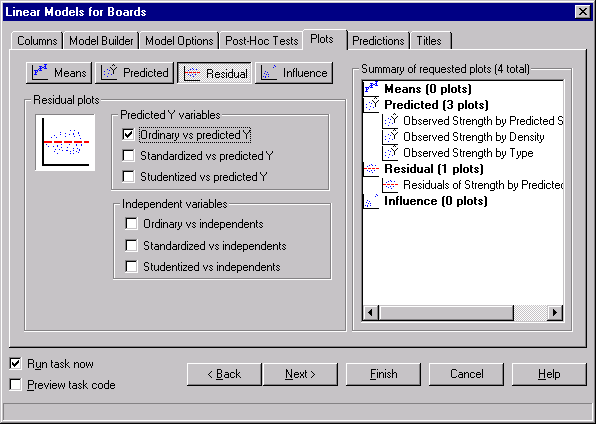 Linear Models for Boards
Columns Model Builder Model Options Post-Hoc Tests Plots Predictions Titles
Means Predicted Residual Influence
Residual plots
Predicted Y variables
Ordinary vs predicted Y
Standardized vs predicted Y
Studentized vs predicted Y
Independent variables
Ordinary vs independents
Standardized vs independents
Studentized vs independents
Summary of requested plots (4 total)
Means (0 plots)
Predicted (3 plots)
Observed Strength by Predicted S
Observed Strength by Density
Observed Strength by Type
Residual (1 plots)
Residuals of Strength by Predicted
Influence (0 plots)
Run task now
Preview task code
< Back Next > Finish Cancel Help